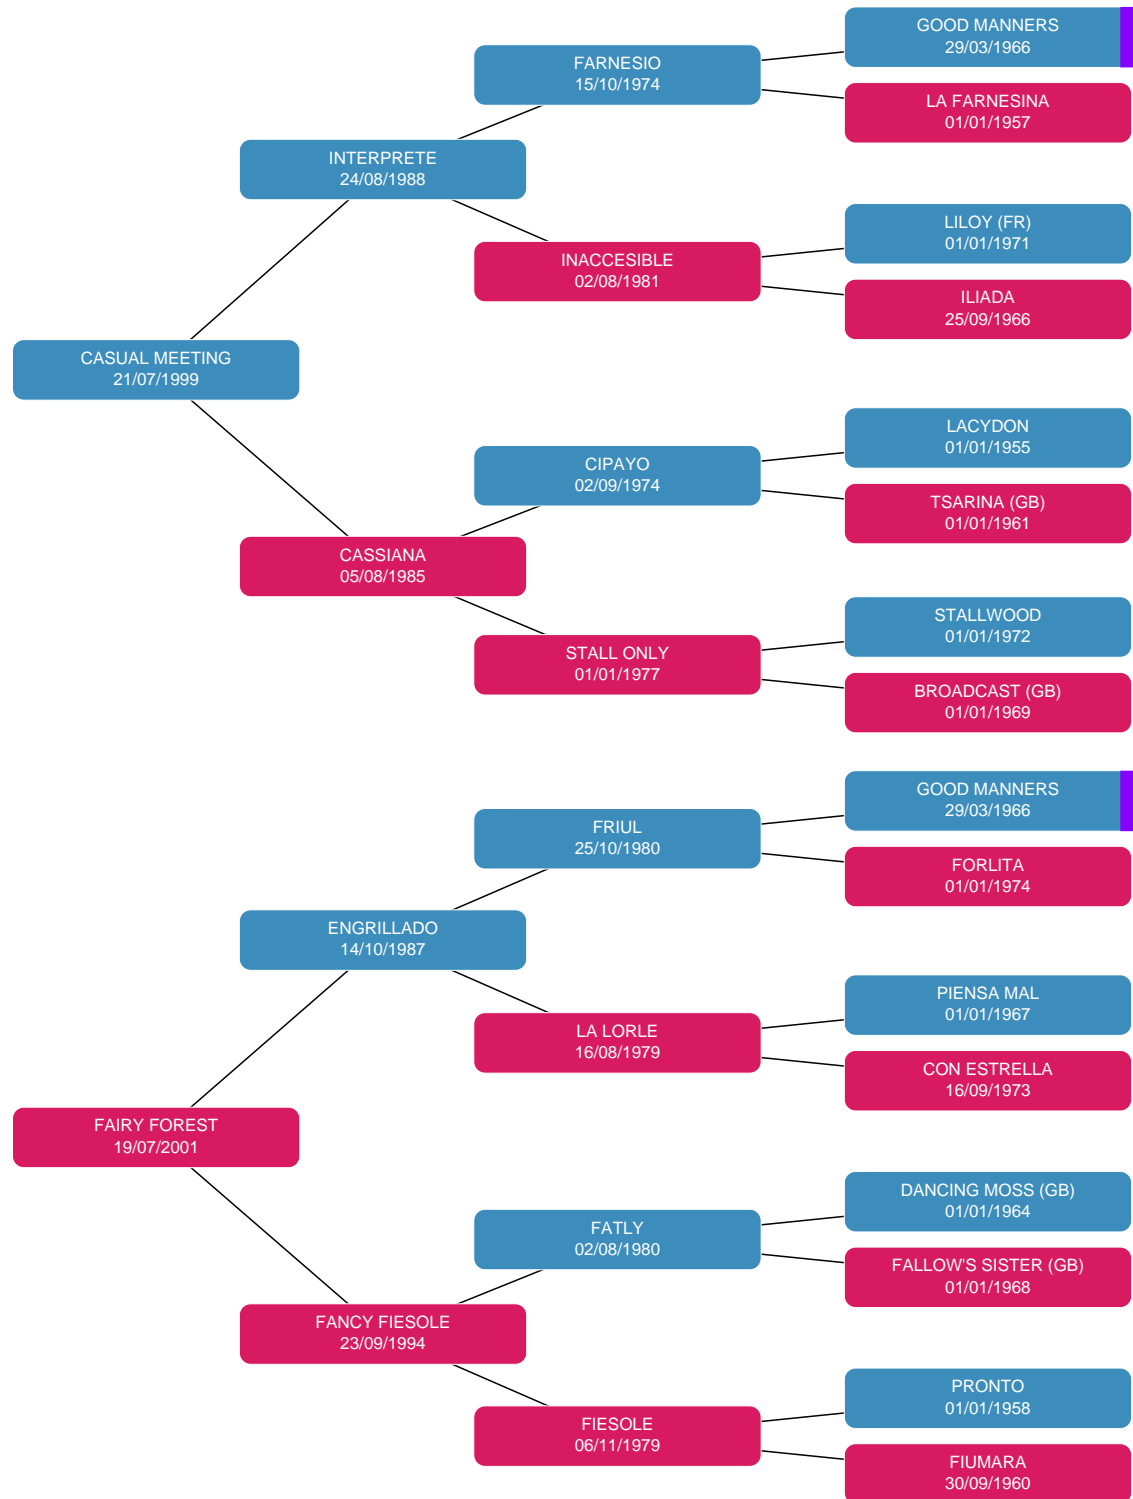 GOOD MANNERS
29/03/1966
FARNESIO
15/10/1974
LA FARNESINA
01/01/1957
INTERPRETE
24/08/1988
LILOY (FR)
01/01/1971
INACCESIBLE
02/08/1981
ILIADA
25/09/1966
CASUAL MEETING
21/07/1999
LACYDON
01/01/1955
CIPAYO
02/09/1974
TSARINA (GB)
01/01/1961
CASSIANA
05/08/1985
STALLWOOD
01/01/1972
STALL ONLY
01/01/1977
BROADCAST (GB)
01/01/1969
GOOD MANNERS
29/03/1966
FRIUL
25/10/1980
FORLITA
01/01/1974
ENGRILLADO
14/10/1987
PIENSA MAL
01/01/1967
LA LORLE
16/08/1979
CON ESTRELLA
16/09/1973
FAIRY FOREST
19/07/2001
DANCING MOSS (GB)
01/01/1964
FATLY
02/08/1980
FALLOW'S SISTER (GB)
01/01/1968
FANCY FIESOLE
23/09/1994
PRONTO
01/01/1958
FIESOLE
06/11/1979
FIUMARA
30/09/1960